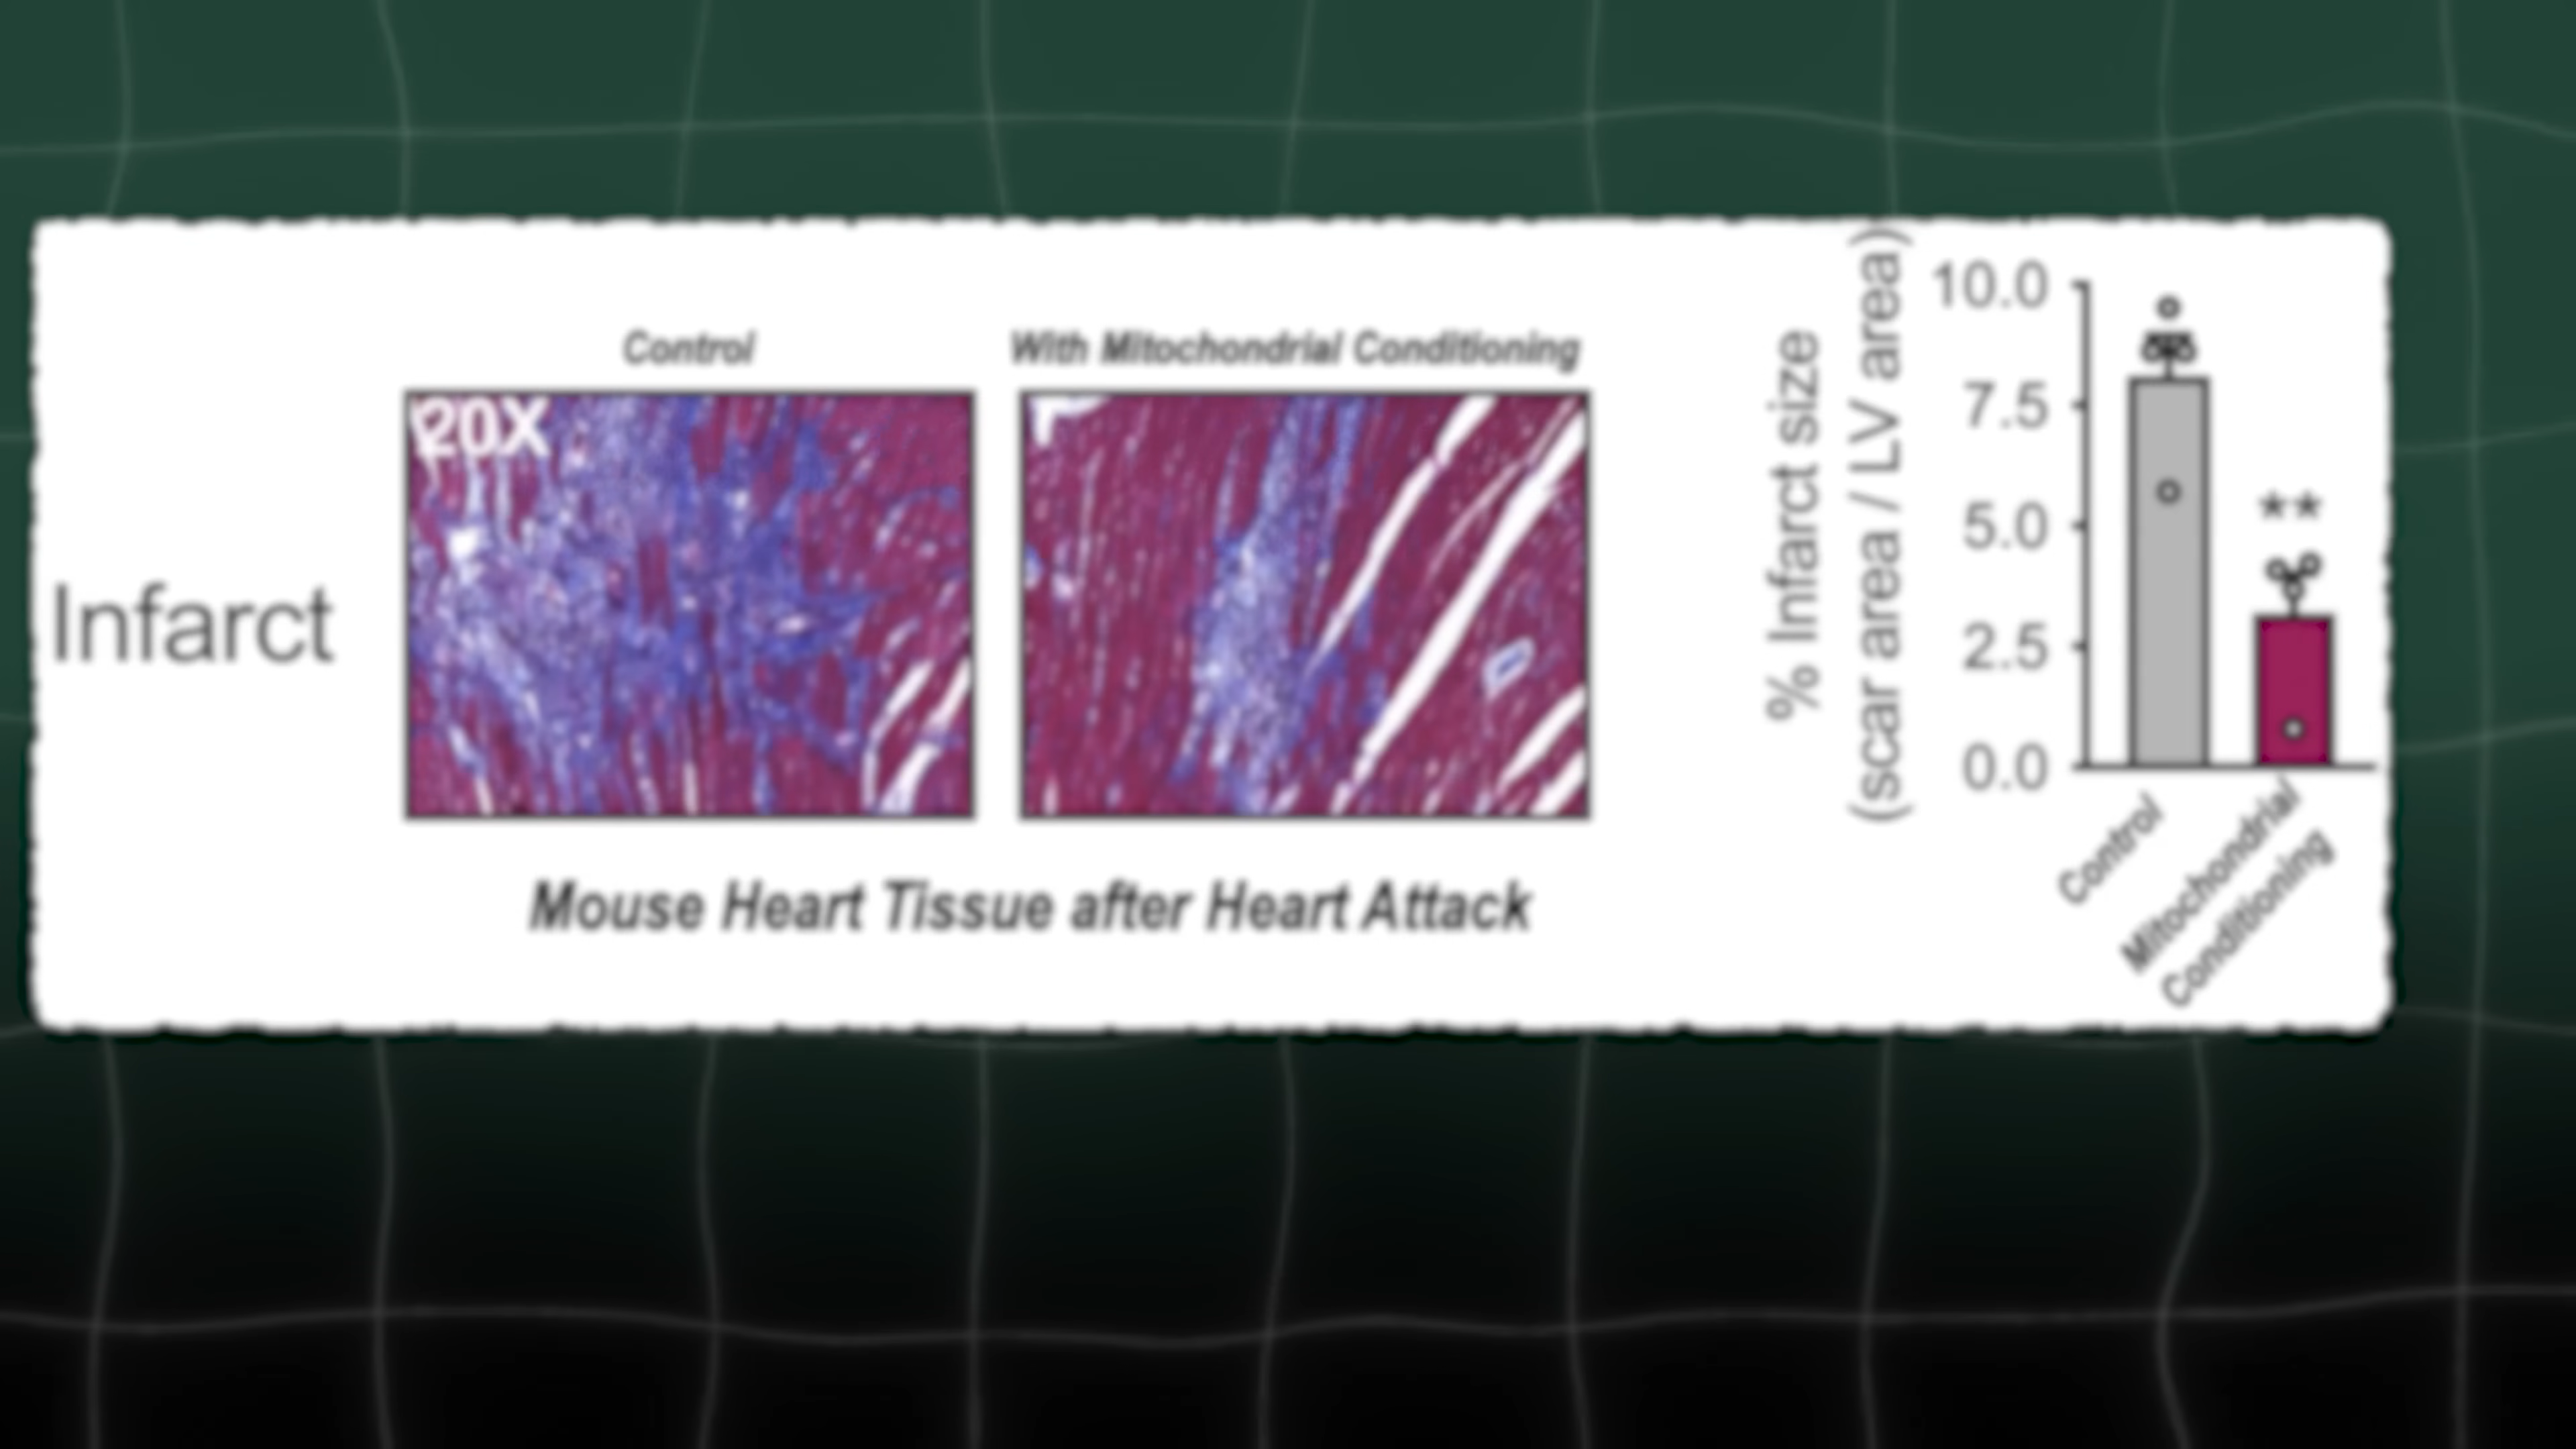 Infarct
Control
With Mitochondrial Conditioning
20X
Mouse Heart Tissue after Heart Attack
% Infarct size
(scar area / LV area)
10.0
7.5
5.0
2.5
0.0
**
Control
Mitochondrial
Conditioning